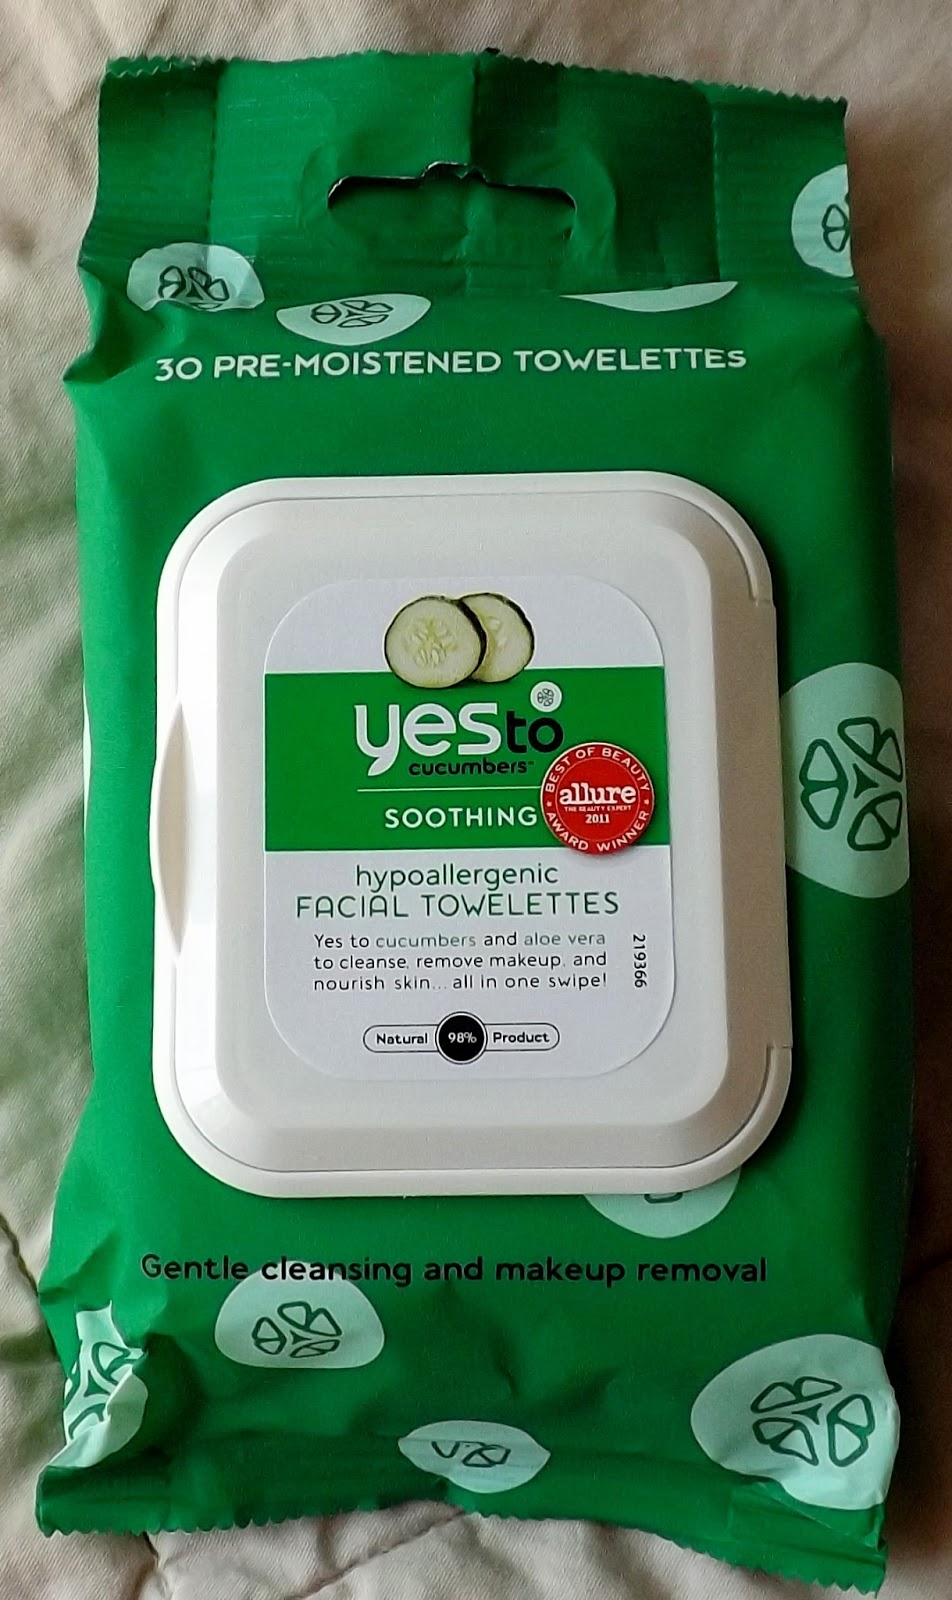 30 PRE-MOISTENED TOWELETTES
yes to
cucumbers™
SOOTHING
BEST OF BEAUTY
allure
THE BEAUTY EXPERT
2011
AWARD WINNER
hypoallergenic
FACIAL TOWELETTES
Yes to cucumbers and aloe vera
to cleanse, remove makeup, and
nourish skin... all in one swipe!
219366
Natural 98% Product
Gentle cleansing and makeup removal